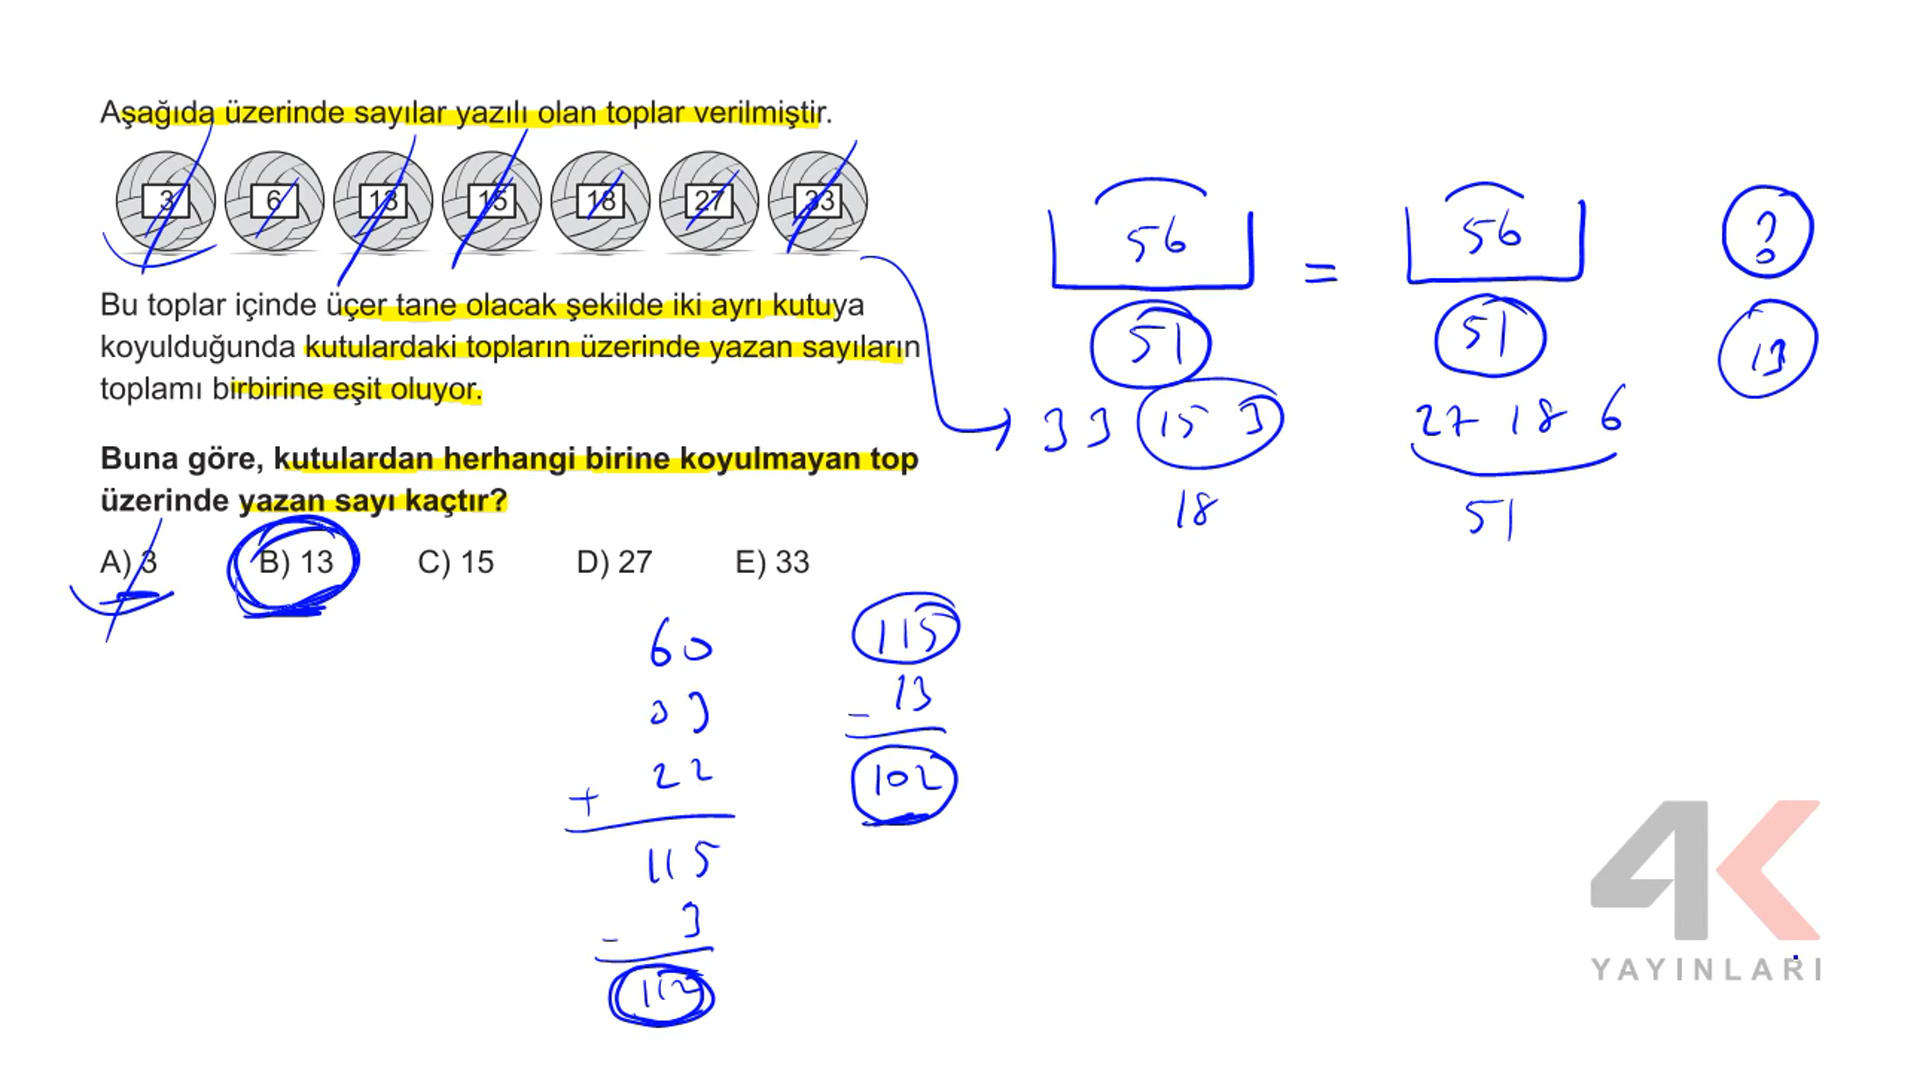 Aşağıda üzerinde sayılar yazılı olan toplar verilmiştir.
3 6 13 15 18 27 33
Bu toplar içinde üçer tane olacak şekilde iki ayrı kutuya
koyulduğunda kutulardaki topların üzerinde yazan sayıların
toplamı birbirine eşit oluyor.
Buna göre, kutulardan herhangi birine koyulmayan top
üzerinde yazan sayı kaçtır?
A) 3 B) 13 C) 15 D) 27 E) 33
56 = 56 ?
51 51 13
33 15 3 27 18 6
18 51
60
33
22
+
115
- 3
112
115
- 13
102
4K
YAYINLARI